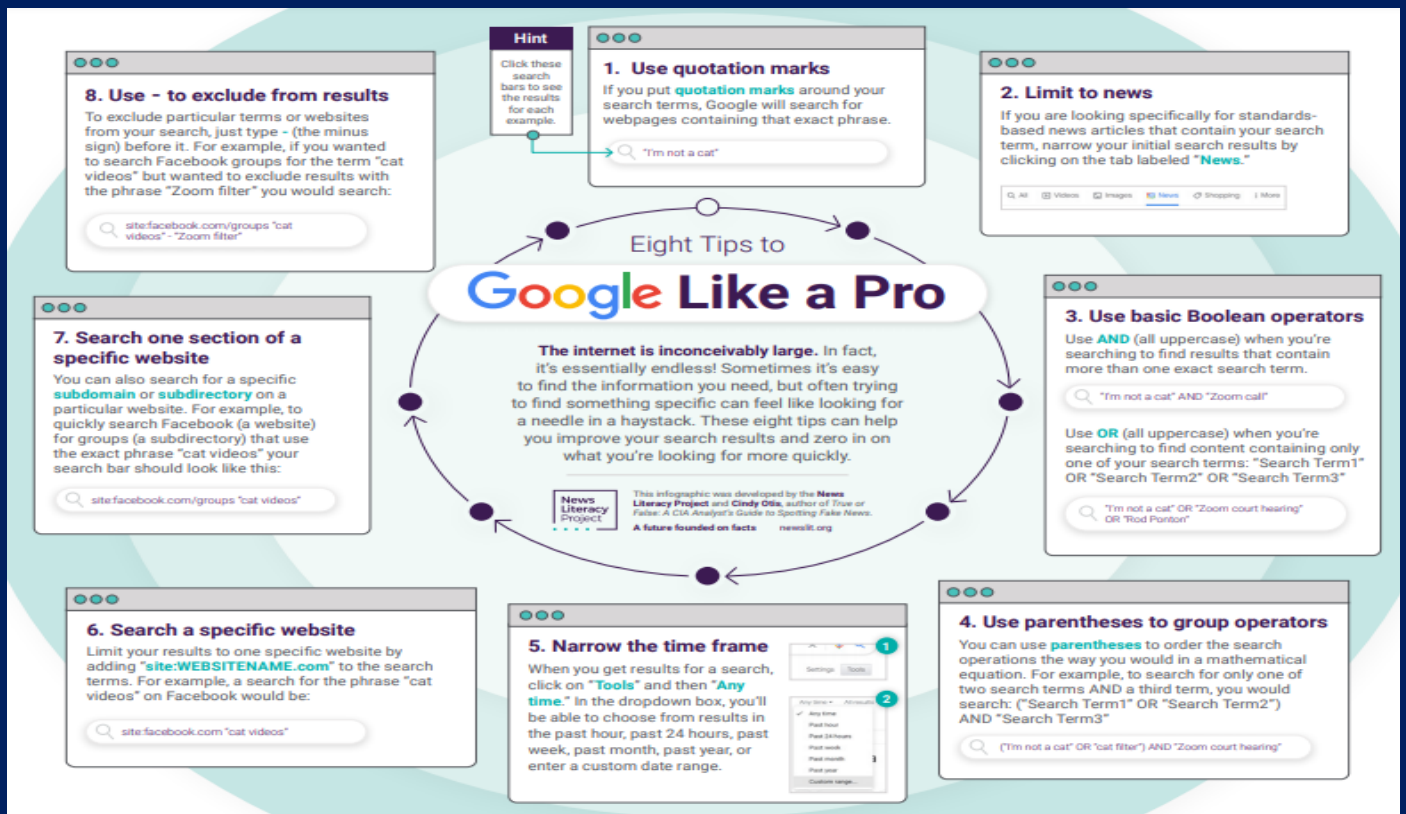 Eight Tips to
Google Like a Pro
The internet is inconceivably large. In fact,
it's essentially endless! Sometimes it's easy
to find the information you need, but often trying
to find something specific can feel like looking for
a needle in a haystack. These eight tips can help
you improve your search results and zero in on
what you're looking for more quickly.
News
Literacy
Project
This infographic was developed by the News
Literacy Project and Cindy Otis, author of True or
False: A CIA Analyst's Guide to Spotting Fake News.
A future founded on facts newslit.org
Hint
Click these
search
bars to see
the results
for each
example.
1. Use quotation marks
If you put quotation marks around your
search terms, Google will search for
webpages containing that exact phrase.
"I'm not a cat"
2. Limit to news
If you are looking specifically for standards-
based news articles that contain your search
term, narrow your initial search results by
clicking on the tab labeled "News."
All Videos Images News Shopping More
3. Use basic Boolean operators
Use AND (all uppercase) when you're
searching to find results that contain
more than one exact search term.
"I'm not a cat" AND "Zoom call"
Use OR (all uppercase) when you're
searching to find content containing only
one of your search terms: "Search Term1"
OR "Search Term2" OR "Search Term3"
"I'm not a cat" OR "Zoom court hearing"
OR "Rod Ponton"
4. Use parentheses to group operators
You can use parentheses to order the search
operations the way you would in a mathematical
equation. For example, to search for only one of
two search terms AND a third term, you would
search: ("Search Term1" OR "Search Term2")
AND "Search Term3"
("I'm not a cat" OR "cat filter") AND "Zoom court hearing"
5. Narrow the time frame
When you get results for a search,
click on "Tools" and then "Any
time." In the dropdown box, you'll
be able to choose from results in
the past hour, past 24 hours, past
week, past month, past year, or
enter a custom date range.
1
Settings Tools
2
Any time All results
Any time
Past hour
Past 24 hours
Past week
Past month
Past year
Custom range...
6. Search a specific website
Limit your results to one specific website by
adding "site:WEBSITENAME.com" to the search
terms. For example, a search for the phrase "cat
videos" on Facebook would be:
site:facebook.com "cat videos"
7. Search one section of a
specific website
You can also search for a specific
subdomain or subdirectory on a
particular website. For example, to
quickly search Facebook (a website)
for groups (a subdirectory) that use
the exact phrase "cat videos" your
search bar should look like this:
site:facebook.com/groups "cat videos"
8. Use - to exclude from results
To exclude particular terms or websites
from your search, just type - (the minus
sign) before it. For example, if you wanted
to search Facebook groups for the term "cat
videos" but wanted to exclude results with
the phrase "Zoom filter" you would search:
site:facebook.com/groups "cat
videos" - "Zoom filter"